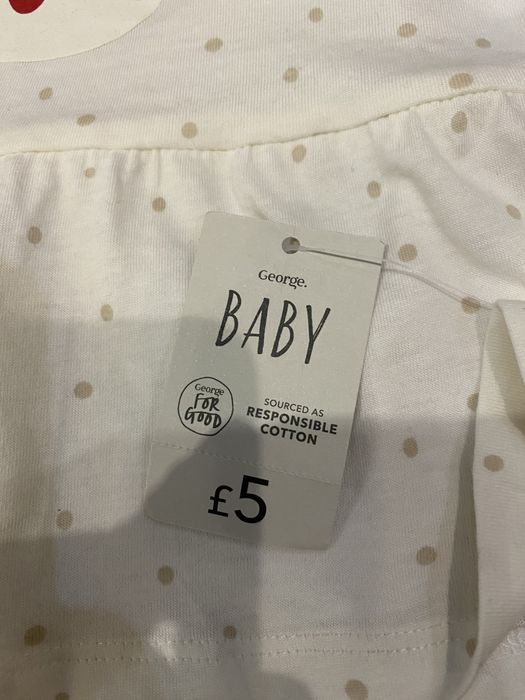 George.
BABY
George
FOR
GOOD
SOURCED AS
RESPONSIBLE
COTTON
£5